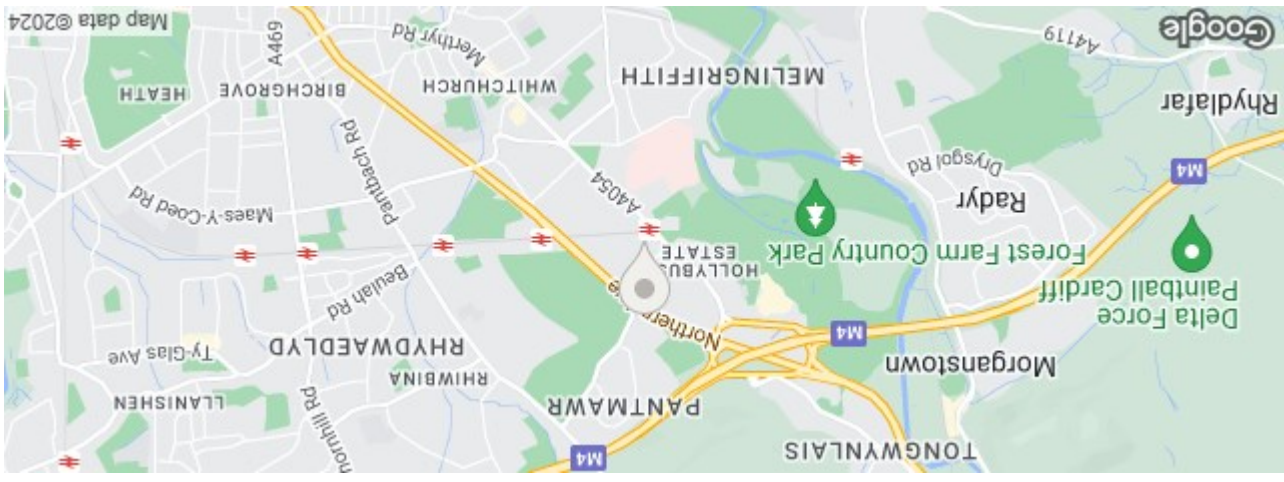 TONGWYNLAIS
M4
PANTMAWR
LLANISHEN
RHIWBINA
Morganstown
Ty-Glas Ave
RHYDWAEDLYD
M4
Delta Force
Paintball Cardiff
Beulah Rd
Forest Farm Country Park
ESTATE
Radyr
Maes-Y-Coed Rd
Pantbach Rd
A4054
Drysgol Rd
M4
Rhydlafar
HEATH
BIRCHGROVE
WHITCHURCH
MELINGRIFFITH
A469
Merthyr Rd
A4119
Google
Map data ©2024